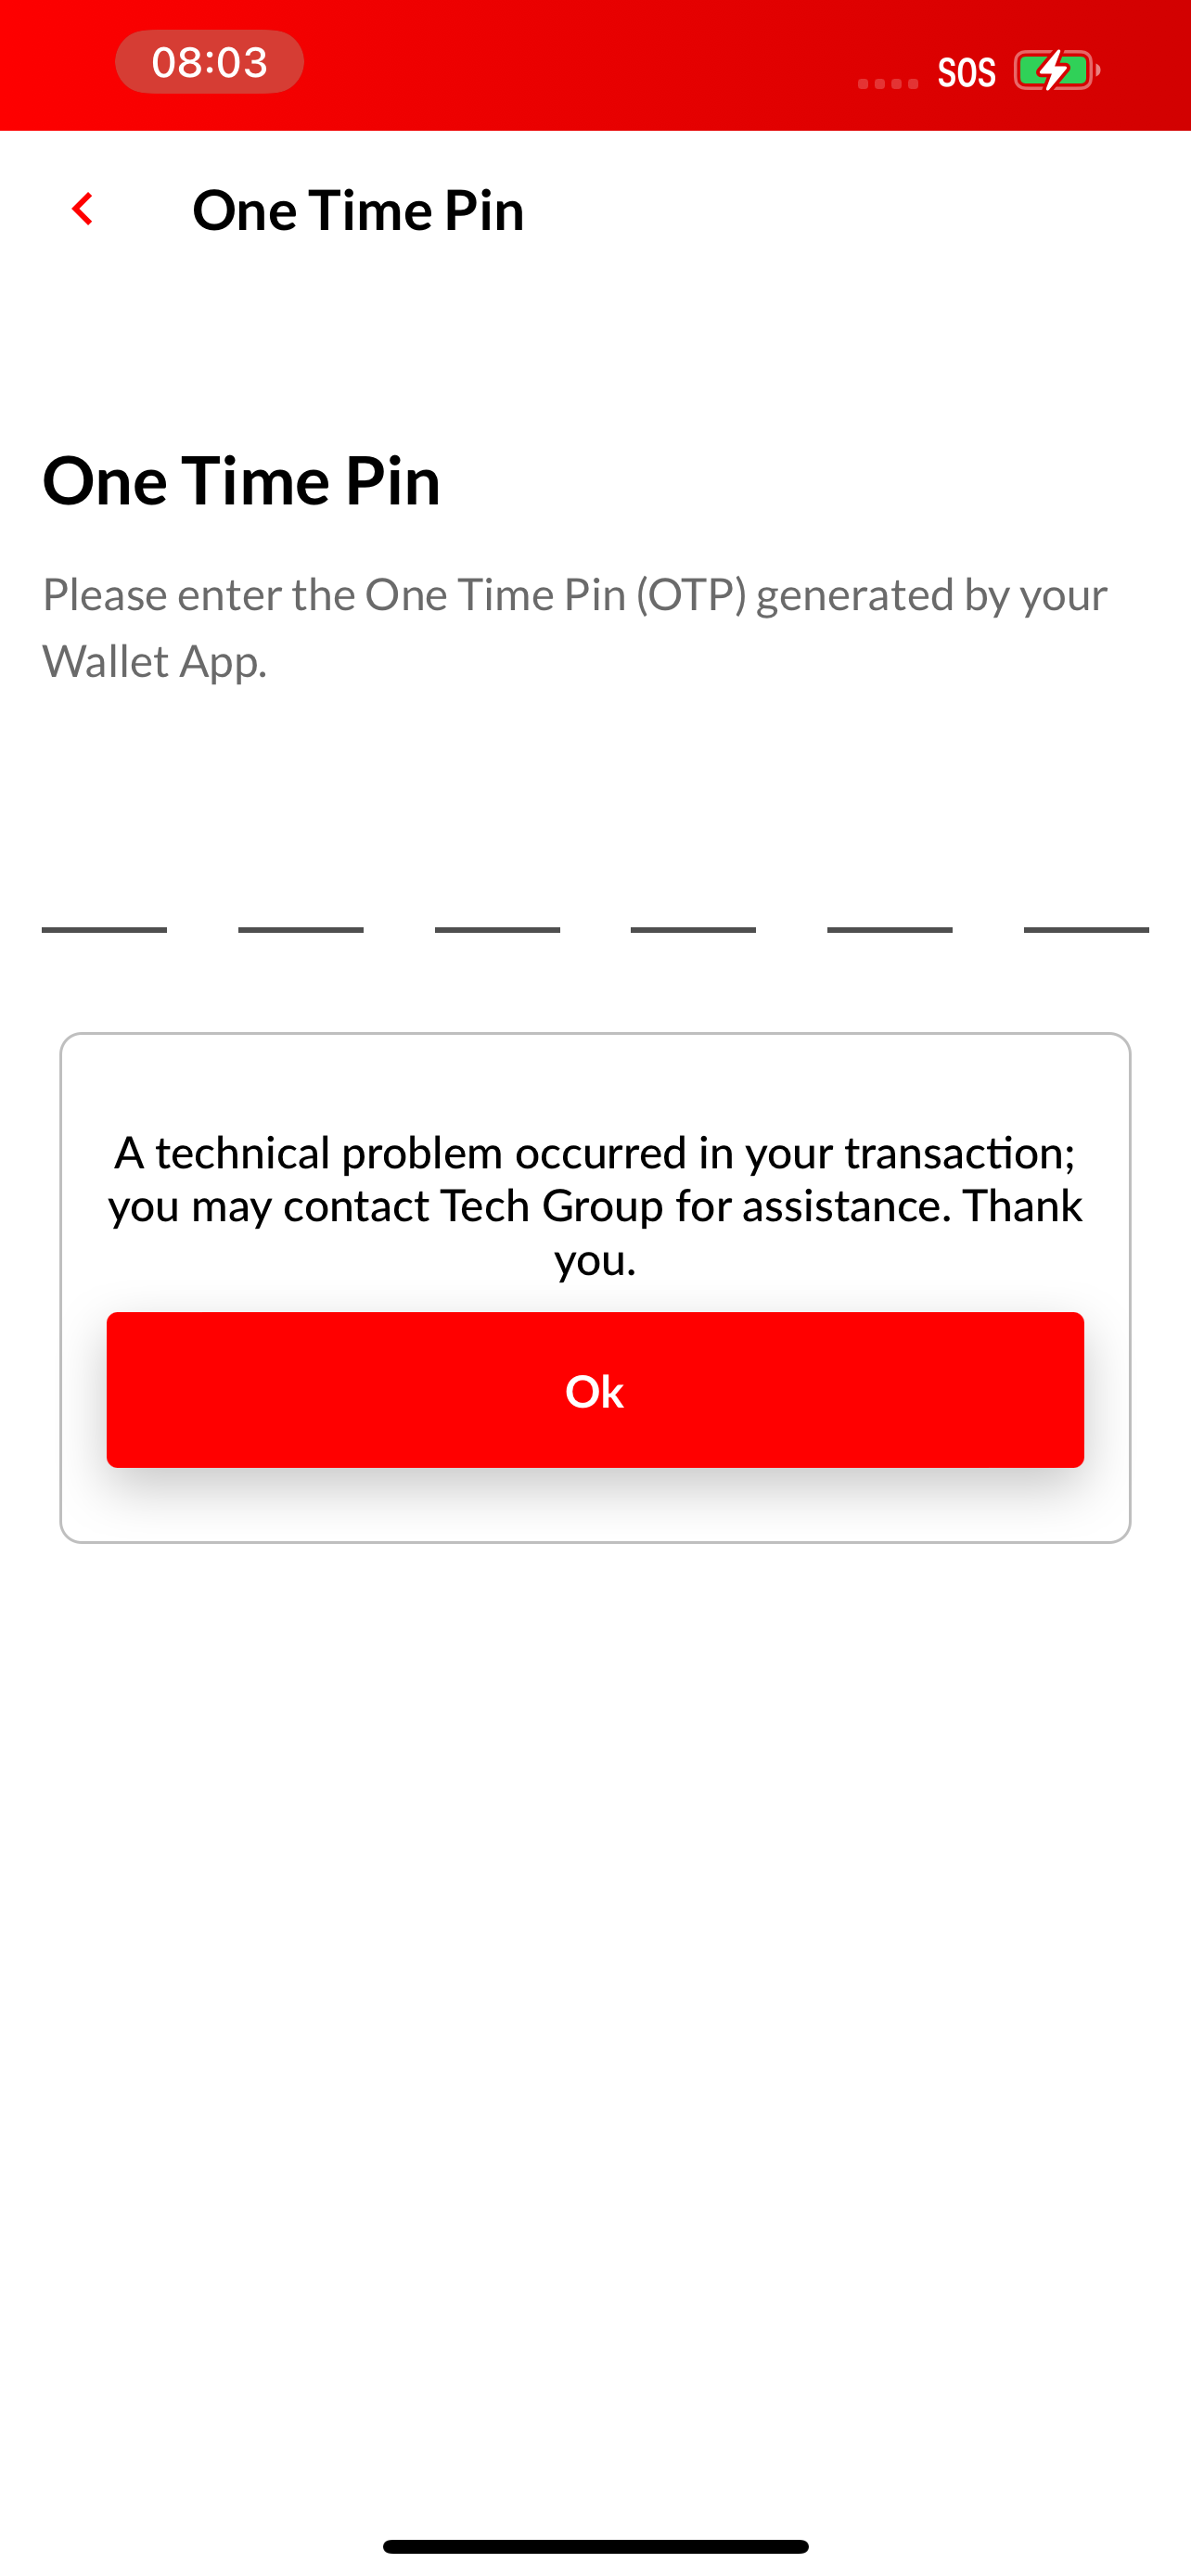 08:03
SOS
One Time Pin
One Time Pin
Please enter the One Time Pin (OTP) generated by your
Wallet App.
A technical problem occurred in your transaction;
you may contact Tech Group for assistance. Thank
you.
Ok